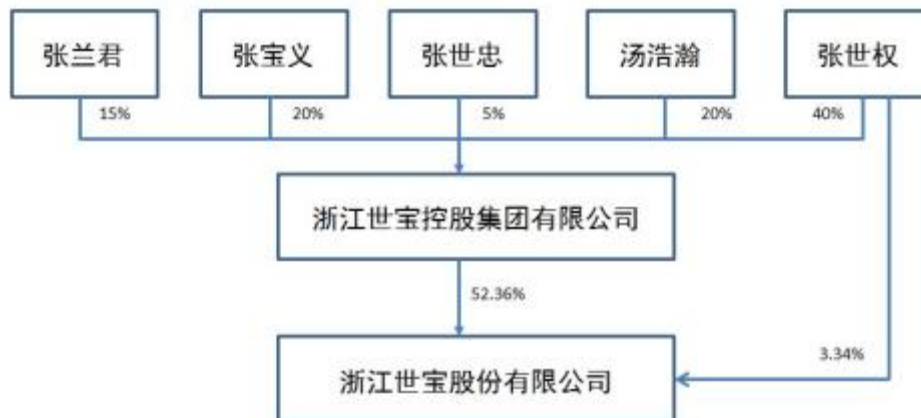 张兰君
张宝义
张世忠
汤浩瀚
张世权
15%
20%
5%
20%
40%
浙江世宝控股集团有限公司
52.36%
3.34%
浙江世宝股份有限公司